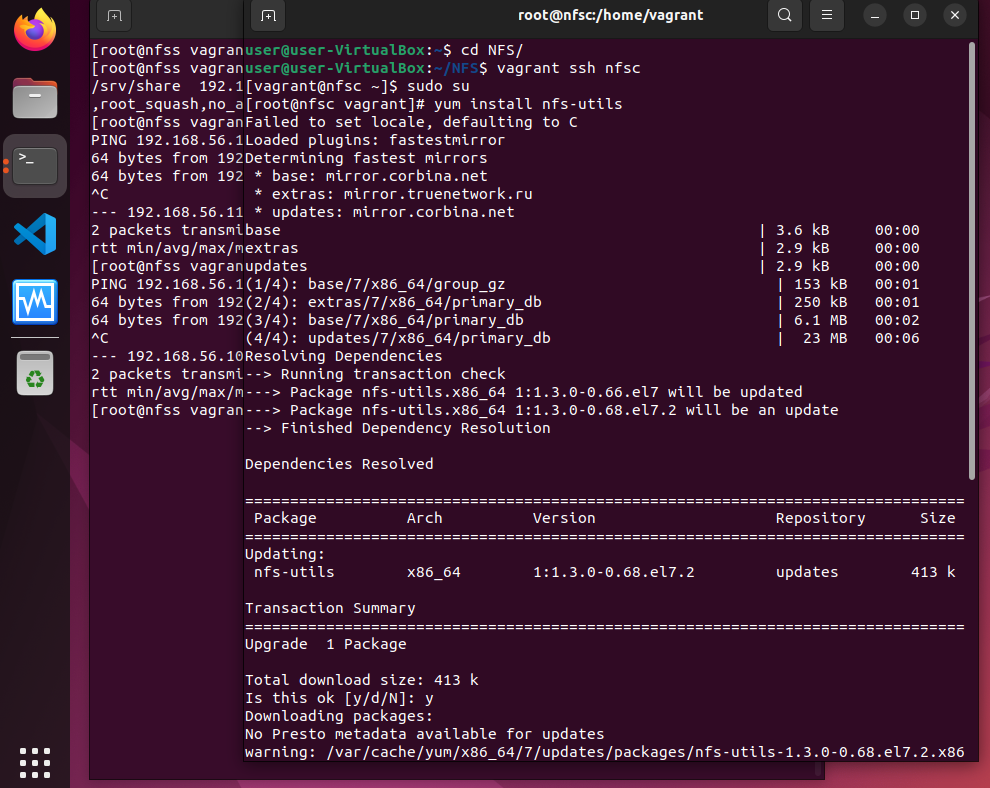 root@nfsc:/home/vagrant
[root@nfss vagran
[root@nfss vagran
/srv/share  192.1
,root_squash,no_a
[root@nfss vagran
PING 192.168.56.1
64 bytes from 192
64 bytes from 192
^C
--- 192.168.56.11
2 packets transmi
rtt min/avg/max/m
[root@nfss vagran
PING 192.168.56.1
64 bytes from 192
64 bytes from 192
^C
--- 192.168.56.10
2 packets transmi
rtt min/avg/max/m
[root@nfss vagran
user@user-VirtualBox:~$ cd NFS/
user@user-VirtualBox:~/NFS$ vagrant ssh nfsc
[vagrant@nfsc ~]$ sudo su
[root@nfsc vagrant]# yum install nfs-utils
Failed to set locale, defaulting to C
Loaded plugins: fastestmirror
Determining fastest mirrors
 * base: mirror.corbina.net
 * extras: mirror.truenetwork.ru
 * updates: mirror.corbina.net
base | 3.6 kB 00:00
extras | 2.9 kB 00:00
updates | 2.9 kB 00:00
(1/4): base/7/x86_64/group_gz | 153 kB 00:01
(2/4): extras/7/x86_64/primary_db | 250 kB 00:01
(3/4): base/7/x86_64/primary_db | 6.1 MB 00:02
(4/4): updates/7/x86_64/primary_db | 23 MB 00:06
Resolving Dependencies
--> Running transaction check
---> Package nfs-utils.x86_64 1:1.3.0-0.66.el7 will be updated
---> Package nfs-utils.x86_64 1:1.3.0-0.68.el7.2 will be an update
--> Finished Dependency Resolution
Dependencies Resolved
================================================================================
Package Arch Version Repository Size
================================================================================
Updating:
nfs-utils x86_64 1:1.3.0-0.68.el7.2 updates 413 k
Transaction Summary
================================================================================
Upgrade  1 Package
Total download size: 413 k
Is this ok [y/d/N]: y
Downloading packages:
No Presto metadata available for updates
warning: /var/cache/yum/x86_64/7/updates/packages/nfs-utils-1.3.0-0.68.el7.2.x86